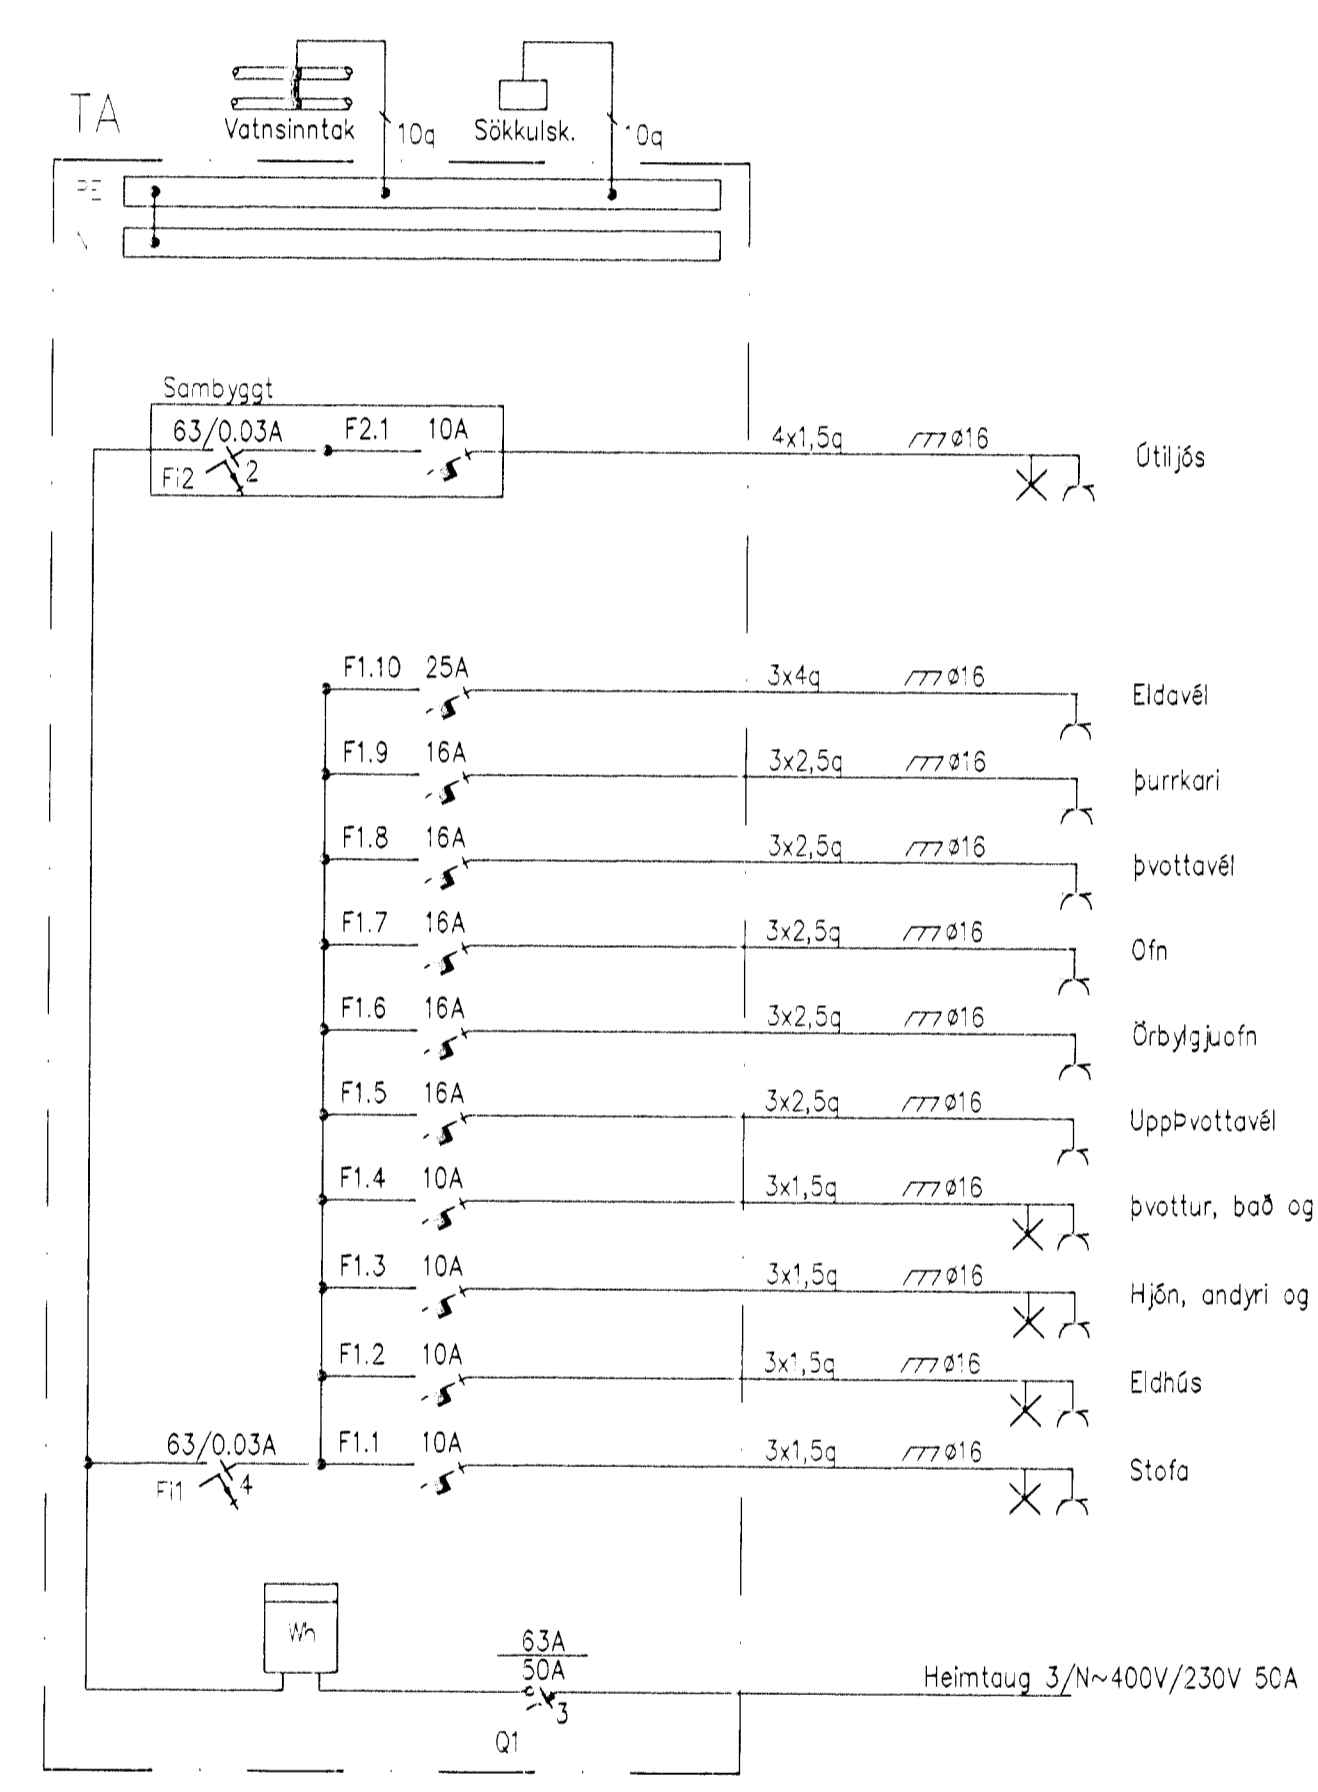 TA
Vatnsinntak 10q Sökkulsk. 10q
PE
N
Sambyggt
63/0.03A F2.1 10A 4x1,5q ø16 Útiljós
Fi2 2
F1.10 25A 3x4q ø16 Eldavél
F1.9 16A 3x2,5q ø16 þurrkari
F1.8 16A 3x2,5q ø16 þvottavél
F1.7 16A 3x2,5q ø16 Ofn
F1.6 16A 3x2,5q ø16 Örbylgjuofn
F1.5 16A 3x2,5q ø16 UppÞvottavél
F1.4 10A 3x1,5q ø16 þvottur, bað og
F1.3 10A 3x1,5q ø16 Hjón, andyri og
F1.2 10A 3x1,5q ø16 Eldhús
63/0.03A F1.1 10A 3x1,5q ø16 Stofa
Fi1 4
Wh
63A
50A
3
Heimtaug 3/N~400V/230V 50A
Q1